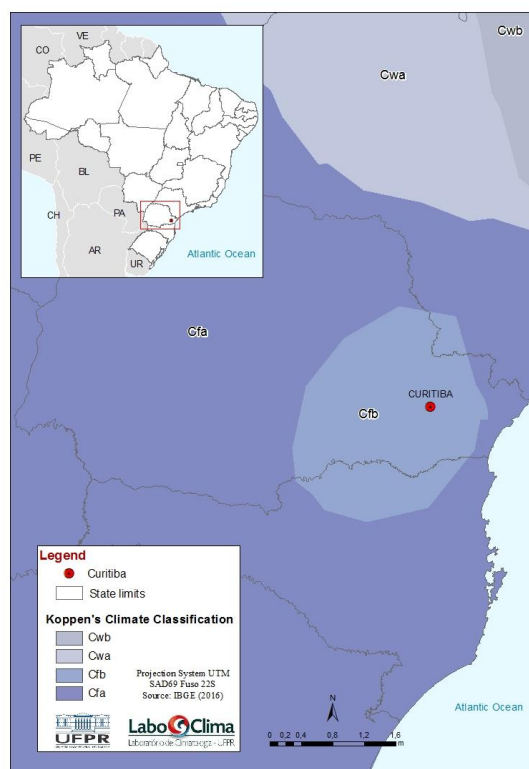 CO
VE
PE
BL
CH
PA
AR
UR
Atlantic Ocean
Cwb
Cwa
Cfa
CURITIBA
Cfb
Legend
Curitiba
State limits
Koppen's Climate Classification
Cwb
Cwa
Cfb
Cfa
Projection System UTM
SAD69 Fuso 22S
Source: IBGE (2016)
UFPR
LaboClima
Laboratório de Climatologia - UFPR
N
Atlantic Ocean
0 0,2 0,4 0,8 1,2 1,6
m